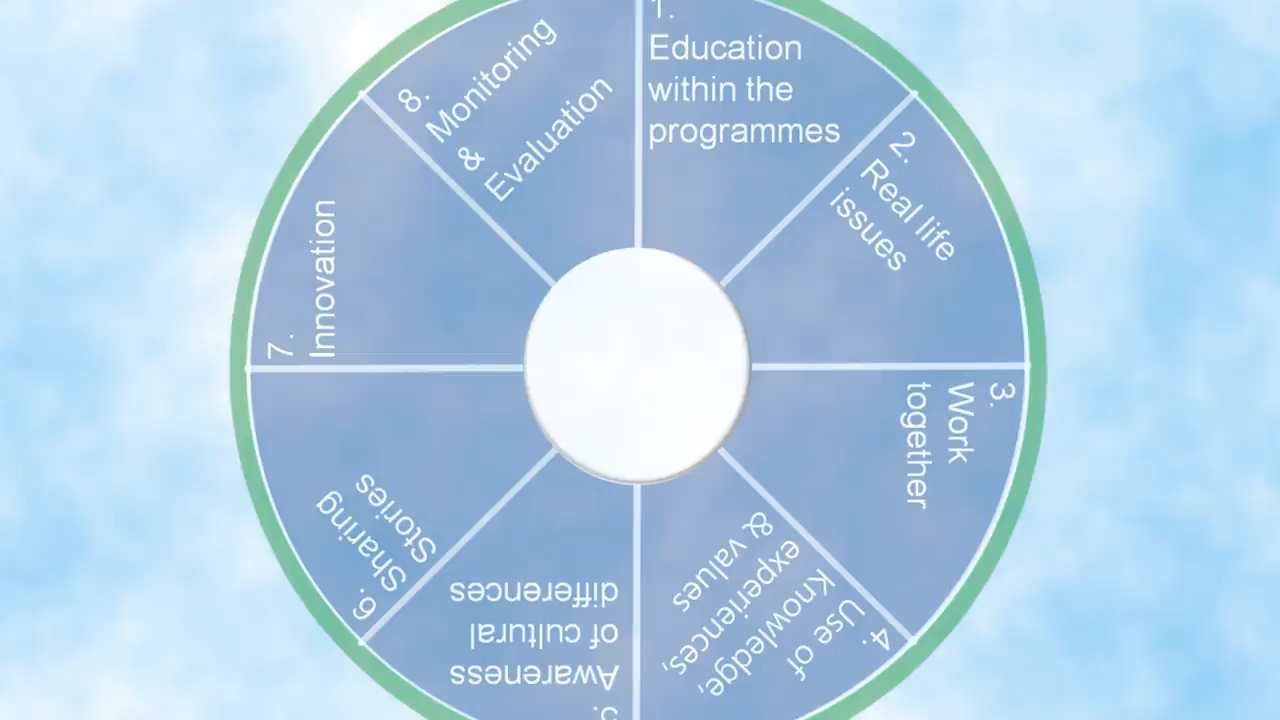 1.
Education
within the
programmes
2.
Real life
issues
3.
Work
together
4.
Use of
Knowledge,
experiences,
& values
5.
Awareness
of cultural
differences
6.
Sharing
Stories
7.
Innovation
8.
Monitoring
&
Evaluation